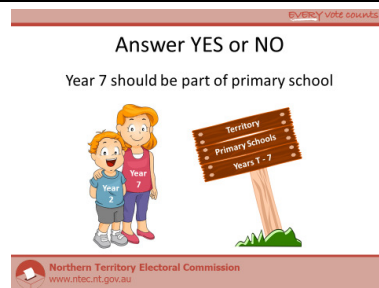 EVERY vote counts
Answer YES or NO
Year 7 should be part of primary school
Territory
Primary Schools
Years T - 7
Year
7
Year
2
Northern Territory Electoral Commission
www.ntec.nt.gov.au